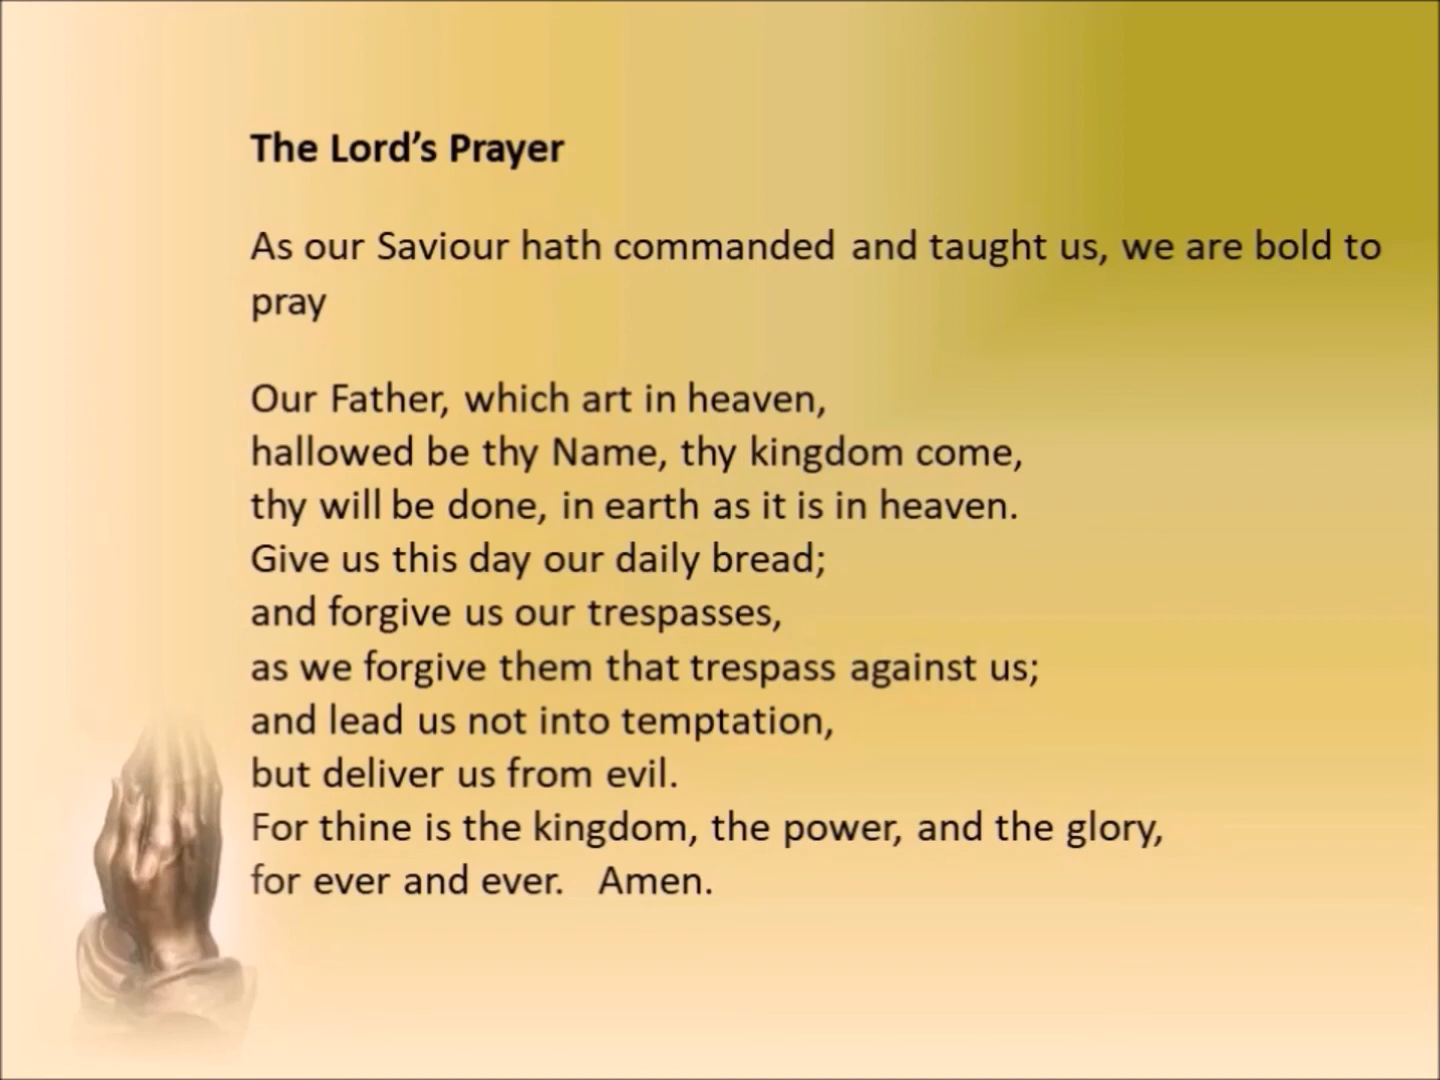 The Lord’s Prayer
As our Saviour hath commanded and taught us, we are bold to
pray
Our Father, which art in heaven,
hallowed be thy Name, thy kingdom come,
thy will be done, in earth as it is in heaven.
Give us this day our daily bread;
and forgive us our trespasses,
as we forgive them that trespass against us;
and lead us not into temptation,
but deliver us from evil.
For thine is the kingdom, the power, and the glory,
for ever and ever.   Amen.